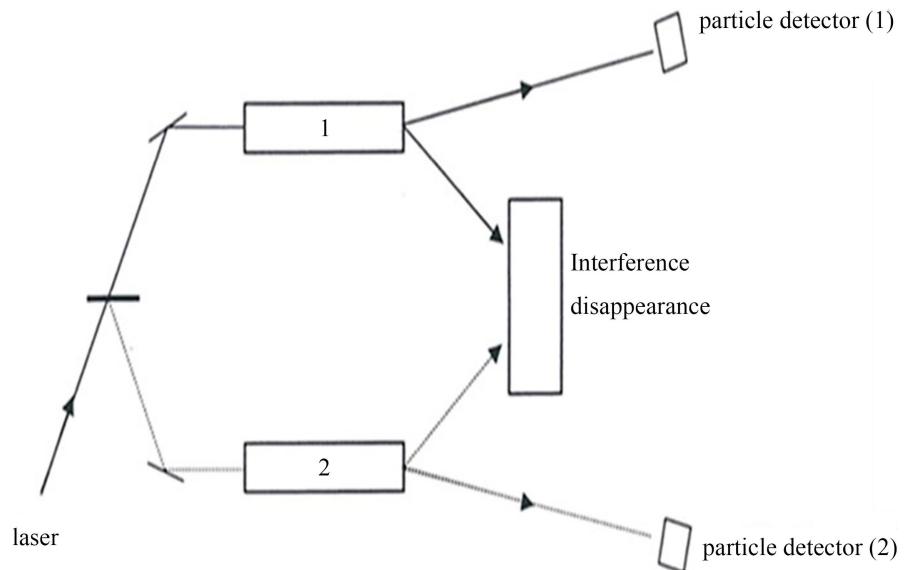 particle detector (1)
1
Interference
disappearance
2
laser
particle detector (2)